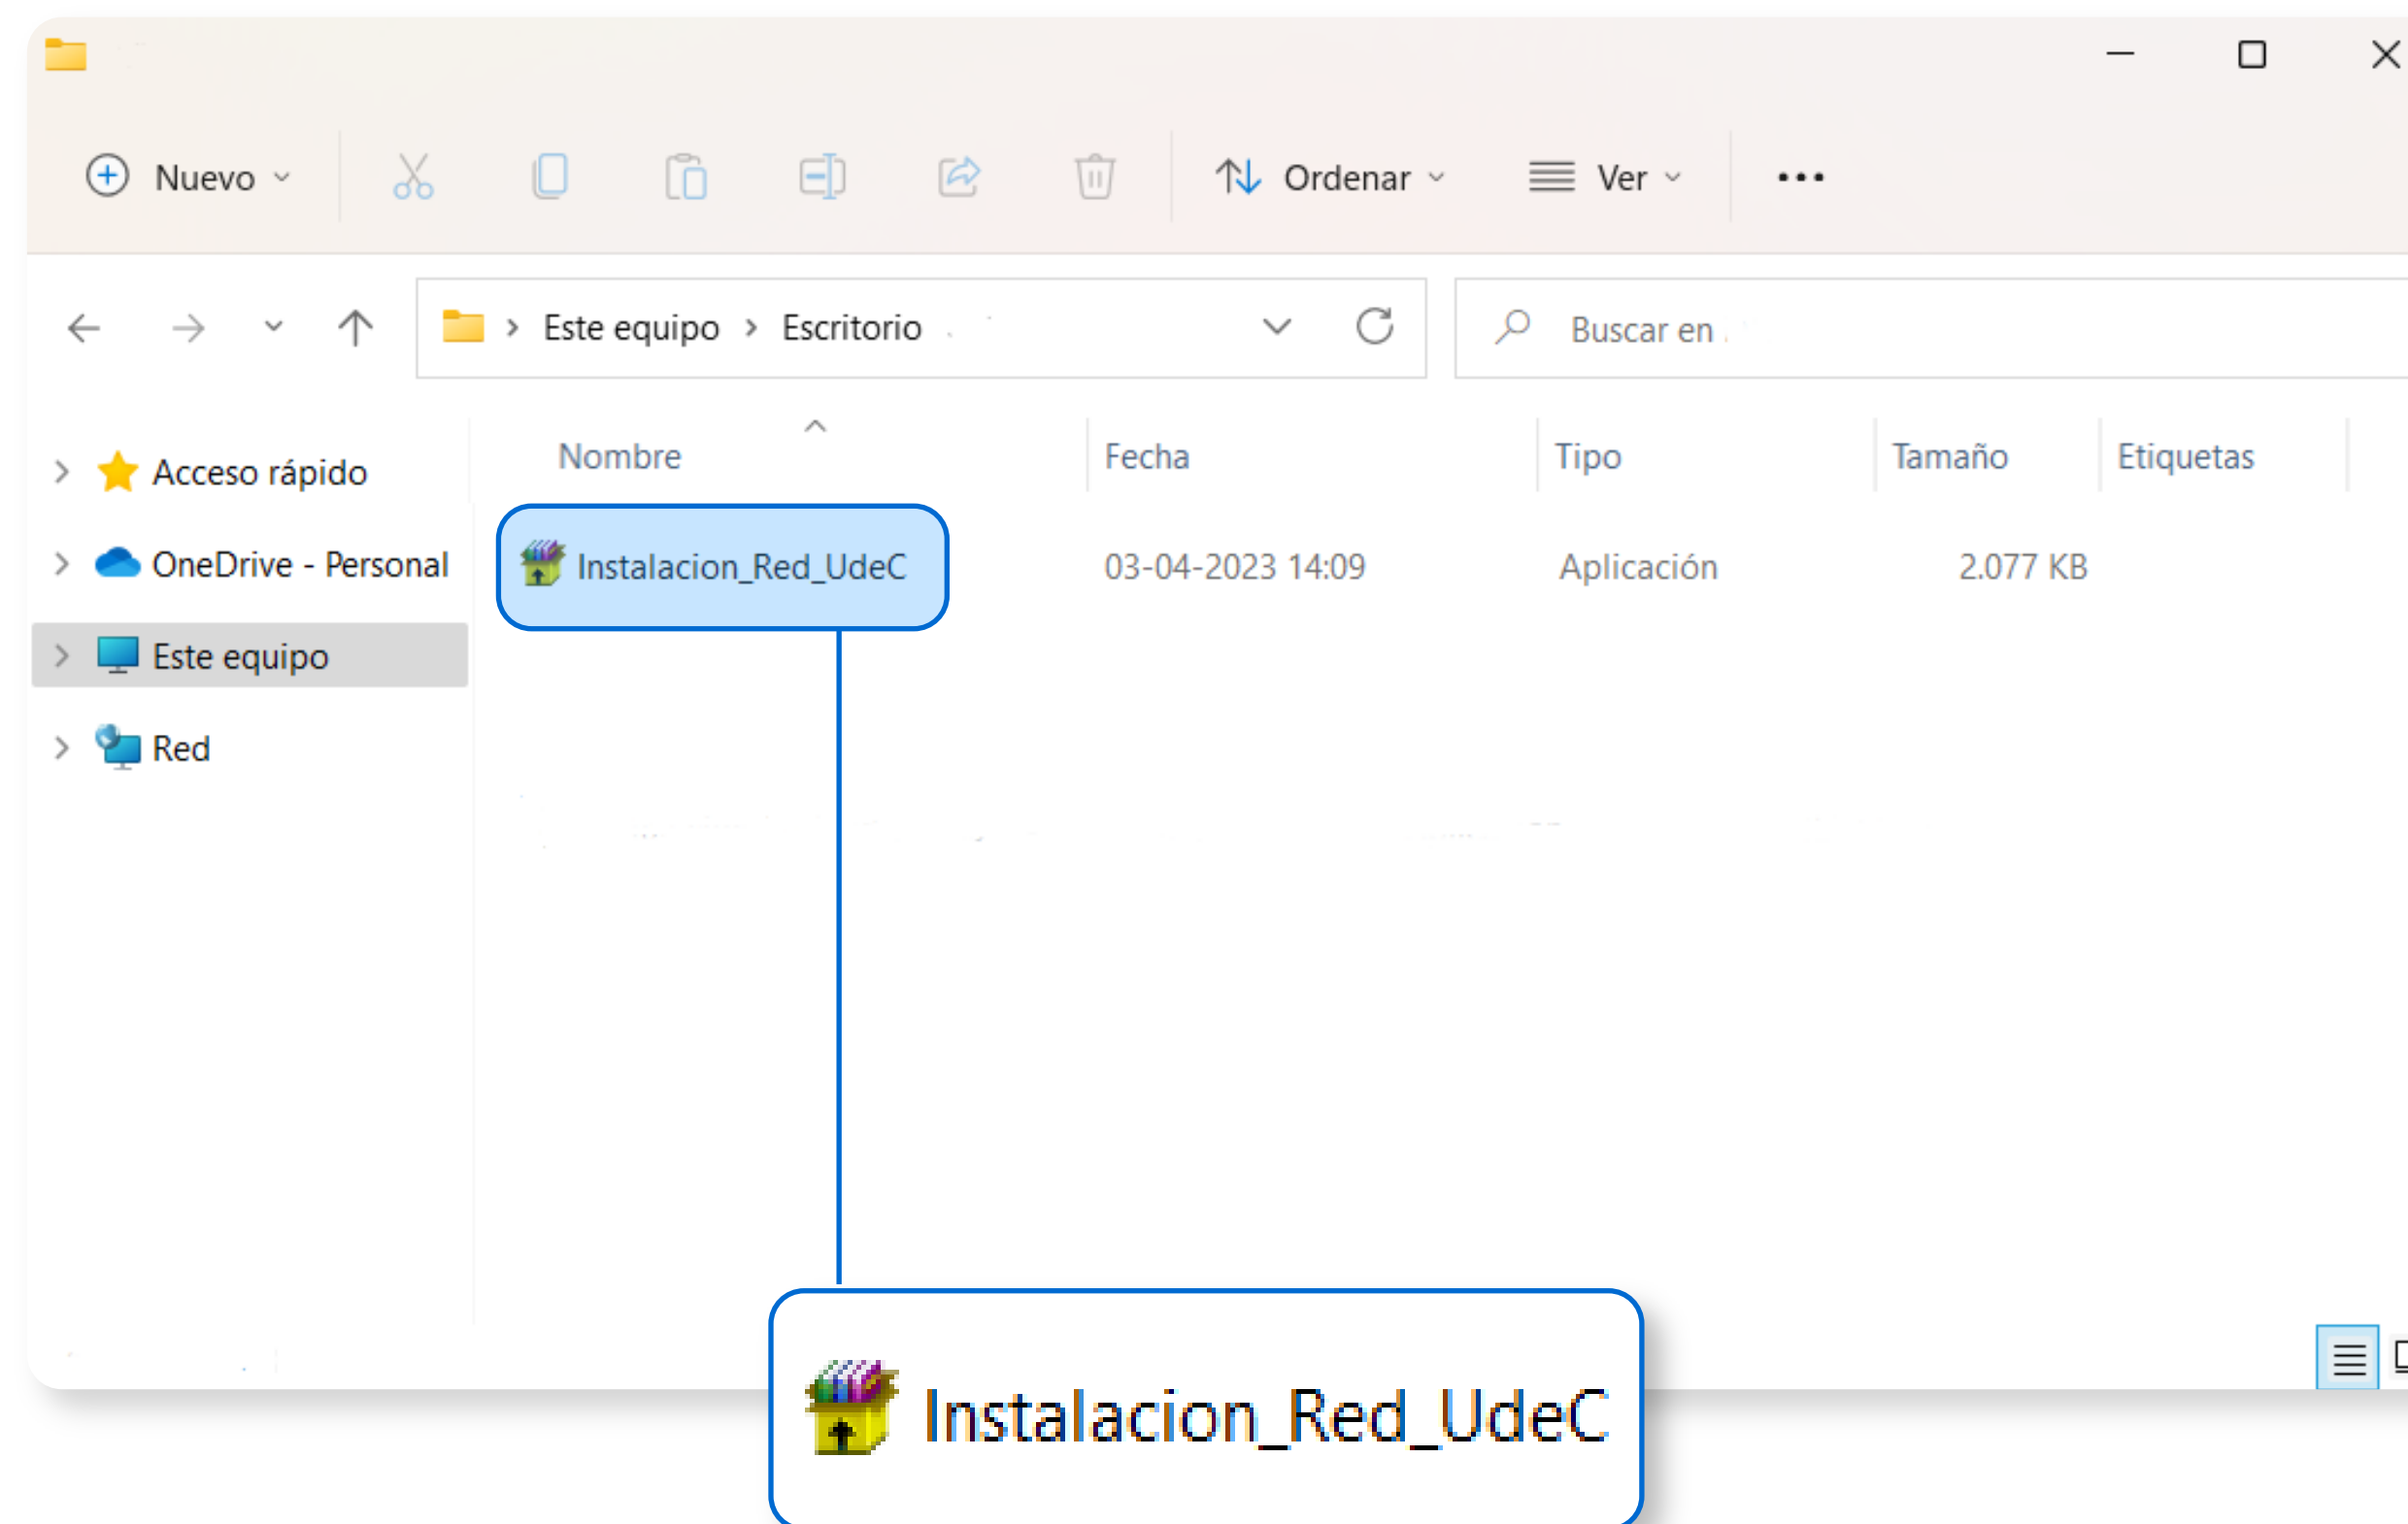 Nuevo
Ordenar
Ver
Este equipo > Escritorio
Buscar en
Acceso rápido
OneDrive - Personal
Este equipo
Red
Nombre Fecha Tipo Tamaño Etiquetas
Instalacion_Red_UdeC 03-04-2023 14:09 Aplicación 2.077 KB
Instalacion_Red_UdeC